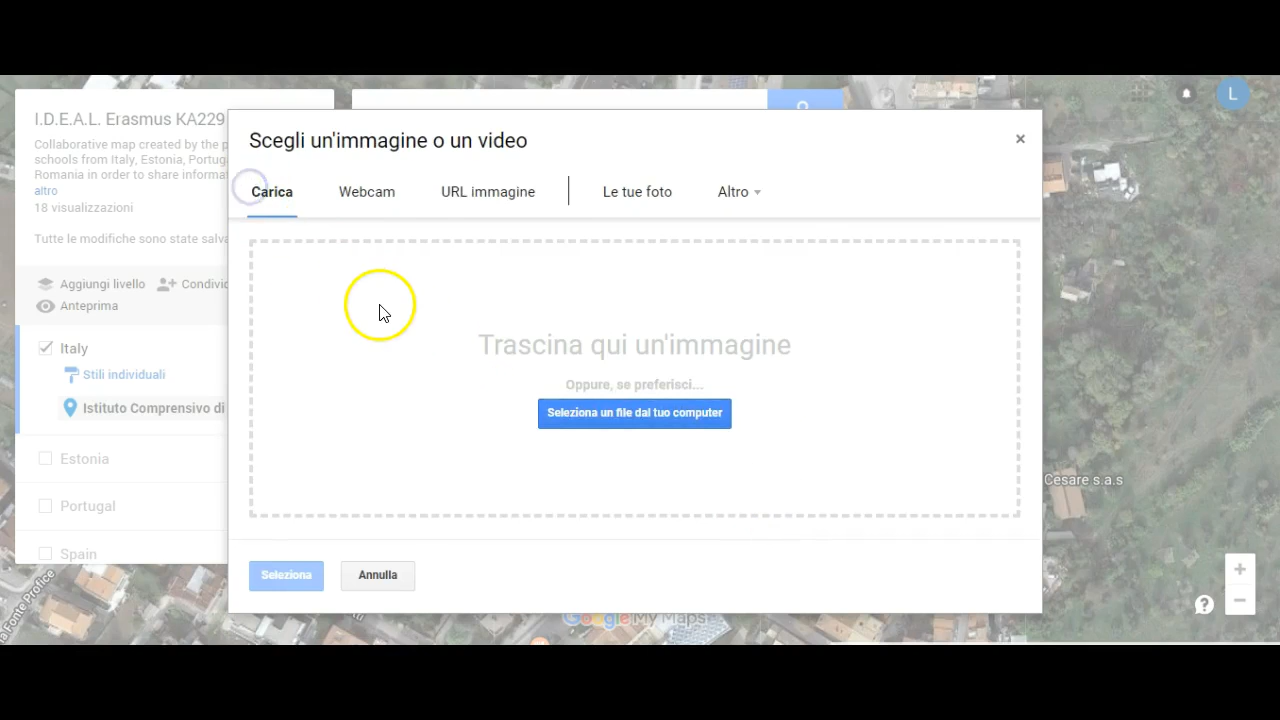 I.D.E.A.L. Erasmus KA229
Collaborative map created by the p
schools from Italy, Estonia, Portuga
Romania in order to share informat
altro
18 visualizzazioni
Tutte le modifiche sono state salva
Aggiungi livello
Condivid
Anteprima
Italy
Stili individuali
Istituto Comprensivo di
Estonia
Portugal
Spain
L
Scegli un'immagine o un video
×
Carica
Webcam
URL immagine
Le tue foto
Altro
Trascina qui un'immagine
Oppure, se preferisci...
Seleziona un file dal tuo computer
Seleziona
Annulla
Cesare s.a.s
a Fonte Profice
Google My Maps
+
−
?